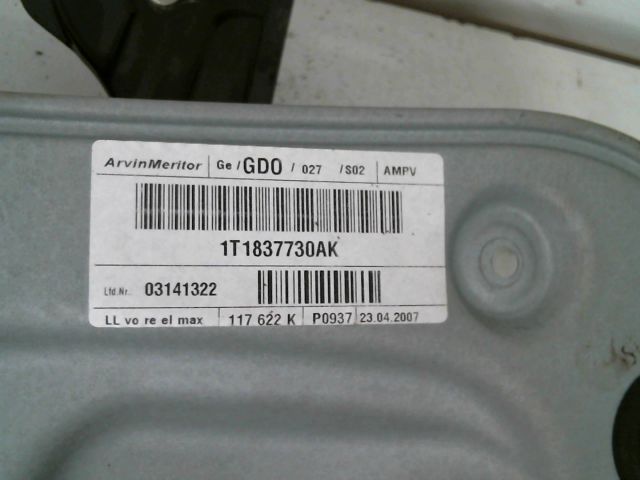 ArvinMeritor Ge / GDO / 027 / S02 AMPV
1T1837730AK
Lfd.Nr. 03141322
LL vo re el max 117 622 K P0937 23.04.2007